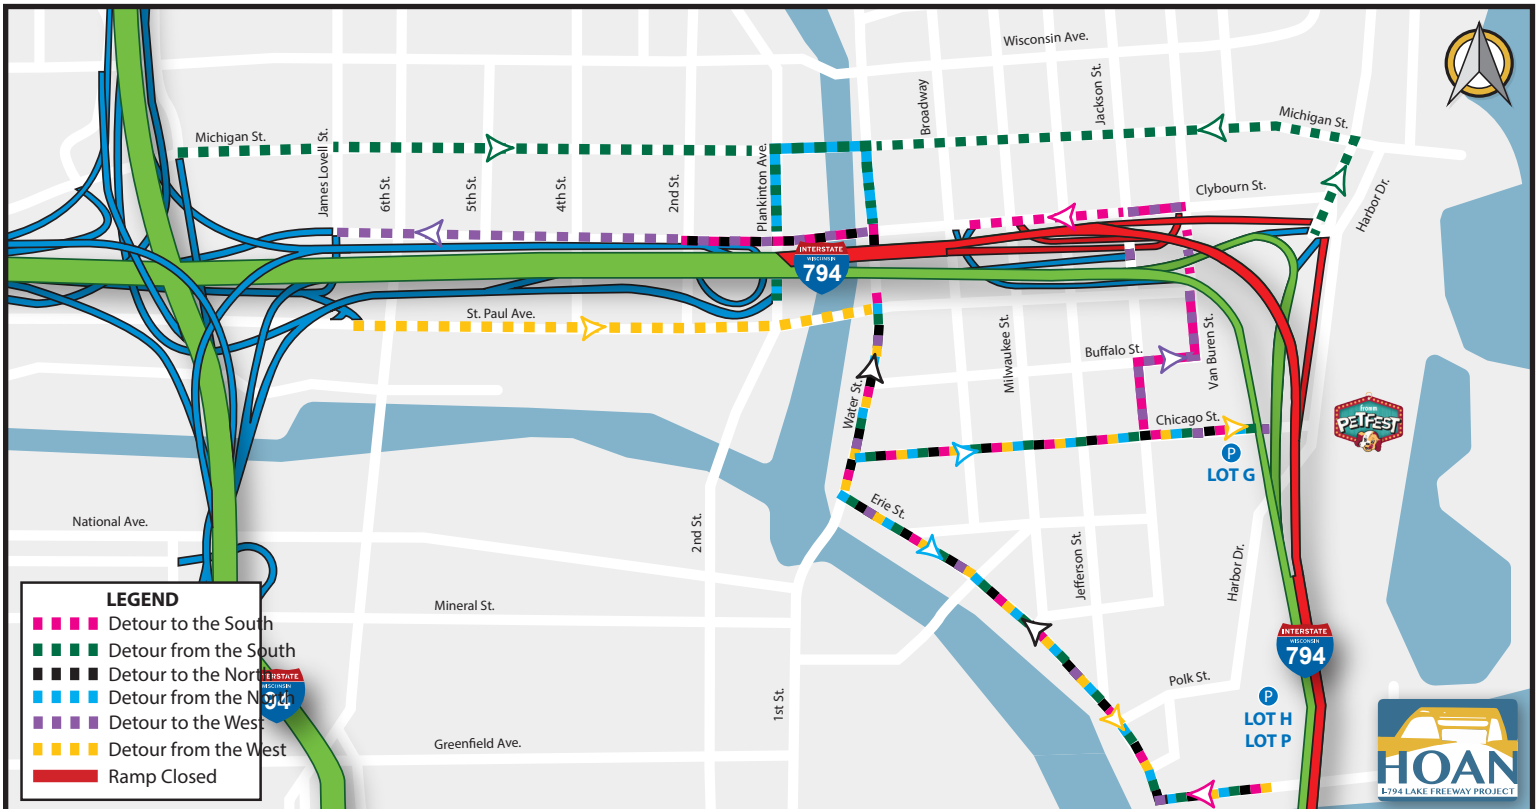 Wisconsin Ave.
Michigan St.
Michigan St.
James Lovell St.
6th St.
5th St.
4th St.
2nd St.
Plankinton Ave.
Broadway
Jackson St.
Clybourn St.
Harbor Dr.
INTERSTATE
WISCONSIN
794
St. Paul Ave.
Milwaukee St.
Buffalo St.
Van Buren St.
Water St.
Chicago St.
P
LOT G
Fromm
PETFEST
Erie St.
National Ave.
2nd St.
Jefferson St.
Harbor Dr.
Mineral St.
INTERSTATE
WISCONSIN
794
Polk St.
P
LOT H
LOT P
1st St.
Greenfield Ave.
LEGEND
Detour to the South
Detour from the South
Detour to the North
Detour from the North
Detour to the West
Detour from the West
Ramp Closed
ERSTATE
WISCONSIN
94
HOAN
I-794 LAKE FREEWAY PROJECT